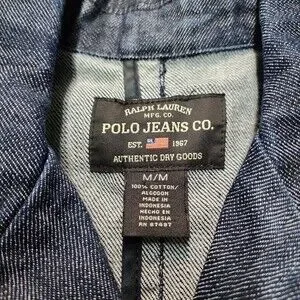 RALPH LAUREN
MFG. CO.
POLO JEANS CO.
EST. 1967
AUTHENTIC DRY GOODS
M/M
100% COTTON/
ALGODON
MADE IN
INDONESIA
HECHO EN
INDONESIA
RN 87497